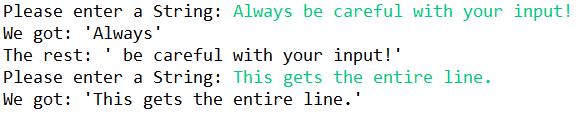 Please enter a String: Always be careful with your input!
We got: 'Always'
The rest: ' be careful with your input!'
Please enter a String: This gets the entire line.
We got: 'This gets the entire line.'